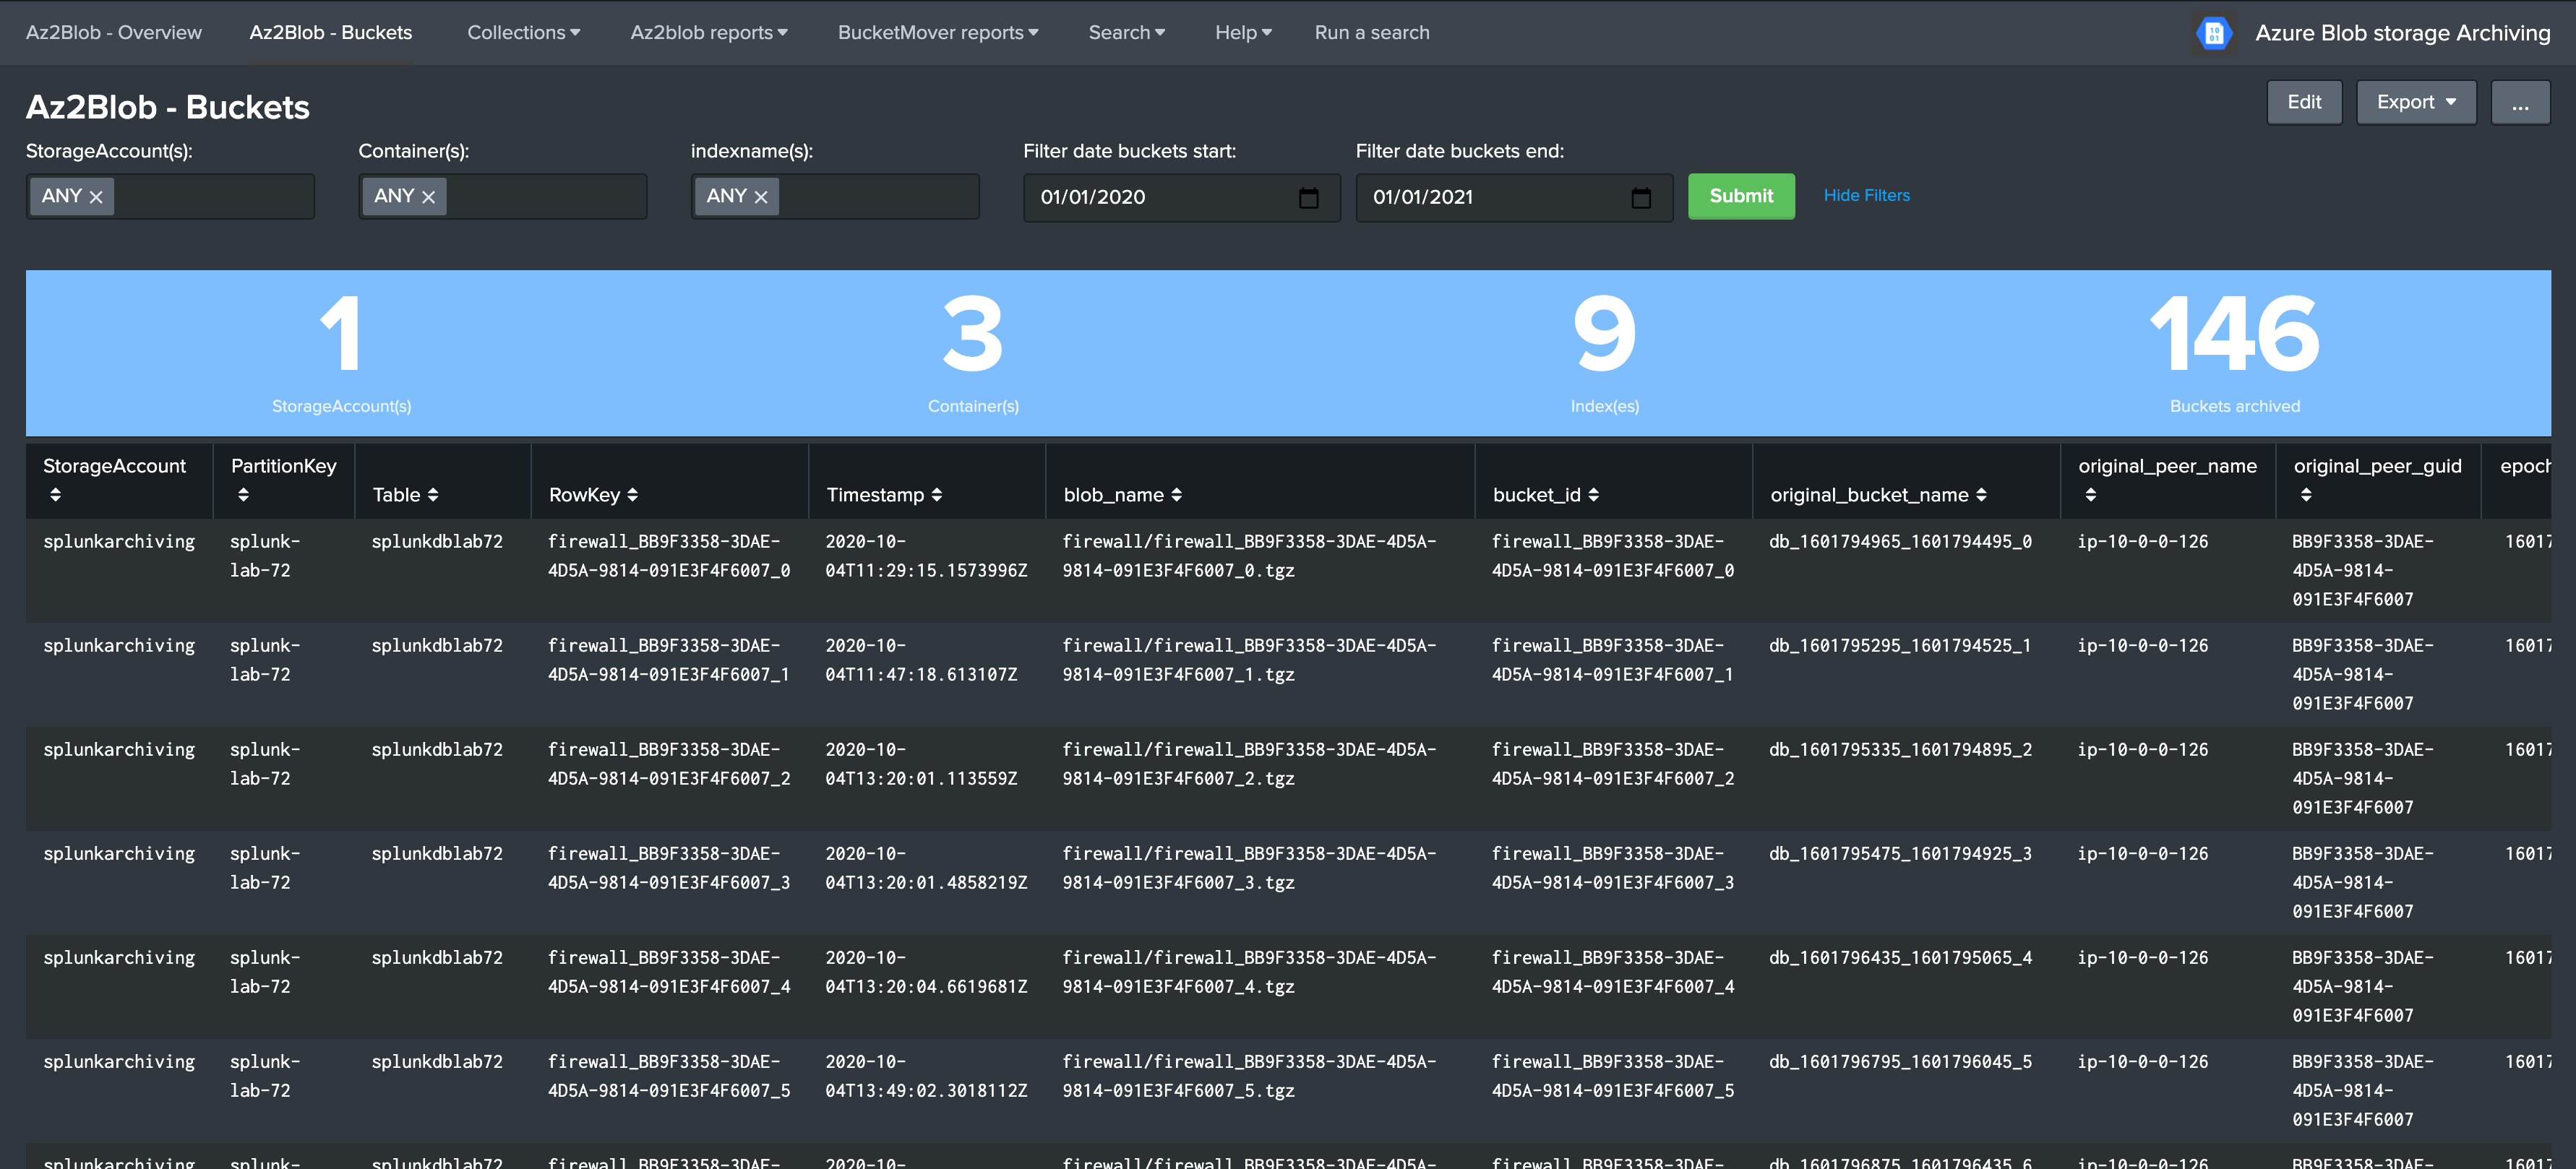 Az2Blob - Overview Az2Blob - Buckets Collections Az2blob reports BucketMover reports Search Help Run a search Azure Blob storage Archiving
Az2Blob - Buckets Edit Export ...
StorageAccount(s): Container(s): indexname(s): Filter date buckets start: Filter date buckets end:
ANY ANY ANY 01/01/2020 01/01/2021 Submit Hide Filters
1 3 9 146
StorageAccount(s) Container(s) Index(es) Buckets archived
StorageAccount PartitionKey Table RowKey Timestamp blob_name bucket_id original_bucket_name original_peer_name original_peer_guid epoch
splunkarchiving splunk- splunkdblab72 firewall_BB9F3358-3DAE- 2020-10- firewall/firewall_BB9F3358-3DAE-4D5A- firewall_BB9F3358-3DAE- db_1601794965_1601794495_0 ip-10-0-0-126 BB9F3358-3DAE- 16017
lab-72 4D5A-9814-091E3F4F6007_0 04T11:29:15.1573996Z 9814-091E3F4F6007_0.tgz 4D5A-9814-091E3F4F6007_0 4D5A-9814-
091E3F4F6007
splunkarchiving splunk- splunkdblab72 firewall_BB9F3358-3DAE- 2020-10- firewall/firewall_BB9F3358-3DAE-4D5A- firewall_BB9F3358-3DAE- db_1601795295_1601794525_1 ip-10-0-0-126 BB9F3358-3DAE- 16017
lab-72 4D5A-9814-091E3F4F6007_1 04T11:47:18.613107Z 9814-091E3F4F6007_1.tgz 4D5A-9814-091E3F4F6007_1 4D5A-9814-
091E3F4F6007
splunkarchiving splunk- splunkdblab72 firewall_BB9F3358-3DAE- 2020-10- firewall/firewall_BB9F3358-3DAE-4D5A- firewall_BB9F3358-3DAE- db_1601795335_1601794895_2 ip-10-0-0-126 BB9F3358-3DAE- 16017
lab-72 4D5A-9814-091E3F4F6007_2 04T13:20:01.113559Z 9814-091E3F4F6007_2.tgz 4D5A-9814-091E3F4F6007_2 4D5A-9814-
091E3F4F6007
splunkarchiving splunk- splunkdblab72 firewall_BB9F3358-3DAE- 2020-10- firewall/firewall_BB9F3358-3DAE-4D5A- firewall_BB9F3358-3DAE- db_1601795475_1601794925_3 ip-10-0-0-126 BB9F3358-3DAE- 16017
lab-72 4D5A-9814-091E3F4F6007_3 04T13:20:01.4858219Z 9814-091E3F4F6007_3.tgz 4D5A-9814-091E3F4F6007_3 4D5A-9814-
091E3F4F6007
splunkarchiving splunk- splunkdblab72 firewall_BB9F3358-3DAE- 2020-10- firewall/firewall_BB9F3358-3DAE-4D5A- firewall_BB9F3358-3DAE- db_1601796435_1601795065_4 ip-10-0-0-126 BB9F3358-3DAE- 16017
lab-72 4D5A-9814-091E3F4F6007_4 04T13:20:04.6619681Z 9814-091E3F4F6007_4.tgz 4D5A-9814-091E3F4F6007_4 4D5A-9814-
091E3F4F6007
splunkarchiving splunk- splunkdblab72 firewall_BB9F3358-3DAE- 2020-10- firewall/firewall_BB9F3358-3DAE-4D5A- firewall_BB9F3358-3DAE- db_1601796795_1601796045_5 ip-10-0-0-126 BB9F3358-3DAE- 16017
lab-72 4D5A-9814-091E3F4F6007_5 04T13:49:02.3018112Z 9814-091E3F4F6007_5.tgz 4D5A-9814-091E3F4F6007_5 4D5A-9814-
091E3F4F6007
splunkarchiving splunk- splunkdblab72 firewall_BB9F3358-3DAE- 2020-10- firewall/firewall_BB9F3358-3DAE-4D5A- firewall_BB9F3358-3DAE- db_1601796875_1601796435_6 ip-10-0-0-126 BB9F3358-3DAE- 16017